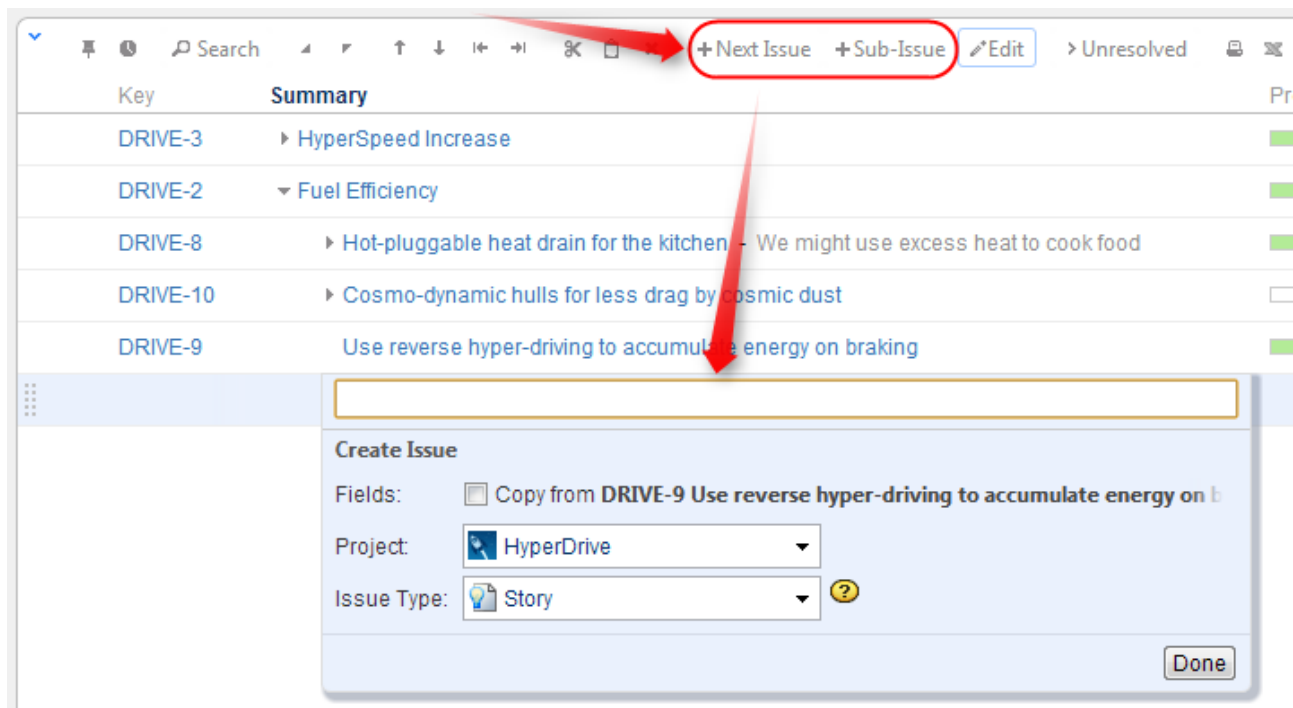 Search +Next Issue +Sub-Issue Edit Unresolved
Key Summary Pr
DRIVE-3 HyperSpeed Increase
DRIVE-2 Fuel Efficiency
DRIVE-8 Hot-pluggable heat drain for the kitchen - We might use excess heat to cook food
DRIVE-10 Cosmo-dynamic hulls for less drag by cosmic dust
DRIVE-9 Use reverse hyper-driving to accumulate energy on braking
Create Issue
Fields: Copy from DRIVE-9 Use reverse hyper-driving to accumulate energy on b
Project: HyperDrive
Issue Type: Story ?
Done